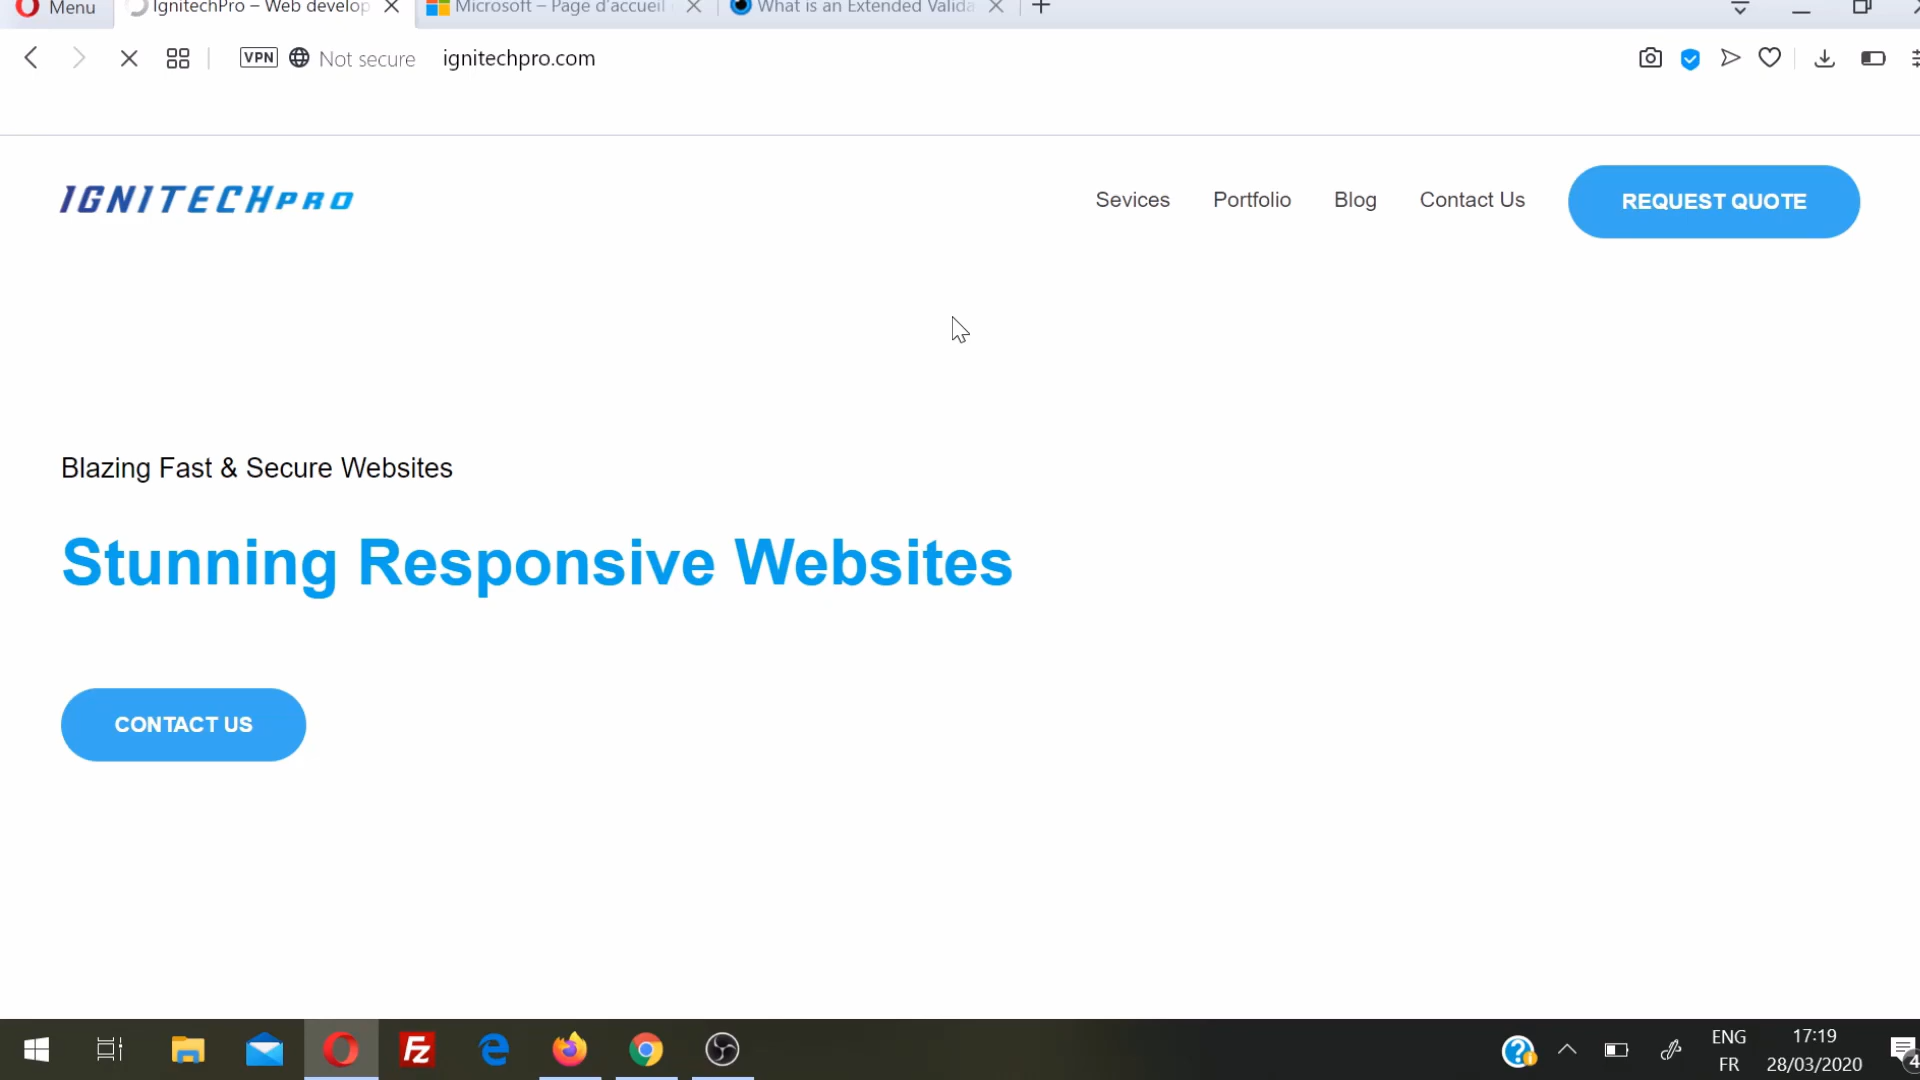 Menu
IgnitechPro – Web develop
Microsoft – Page d'accueil
What is an Extended Valida
VPN
Not secure
ignitechpro.com
IGNITECHPRO
Sevices
Portfolio
Blog
Contact Us
REQUEST QUOTE
Blazing Fast & Secure Websites
Stunning Responsive Websites
CONTACT US
ENG
FR
17:19
28/03/2020
4